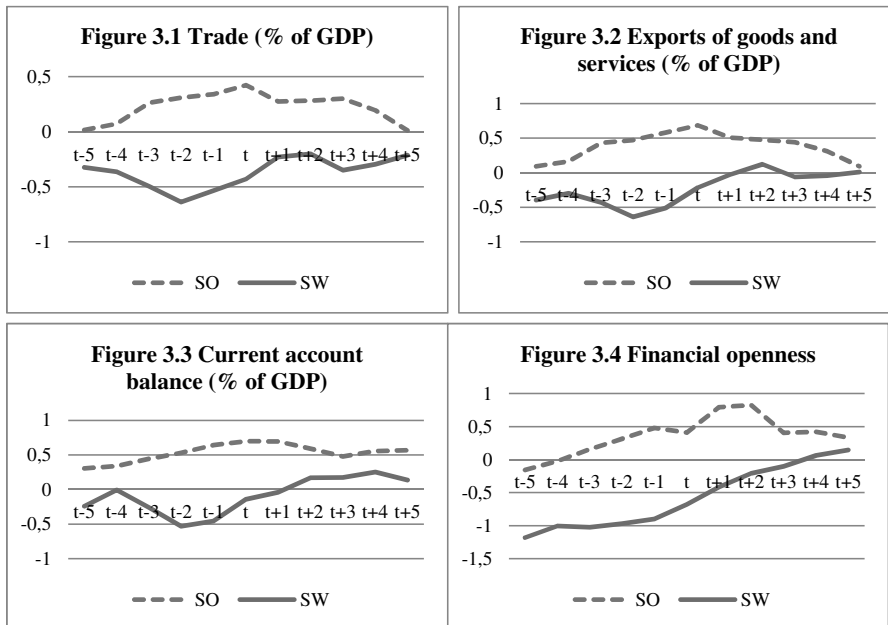 Figure 3.1 Trade (% of GDP)
0,5
0
t-5 t-4 t-3 t-2 t-1 t t+1 t+2 t+3 t+4 t+5
-0,5
-1
SO SW
Figure 3.2 Exports of goods and
services (% of GDP)
1
0,5
0
t-5 t-4 t-3 t-2 t-1 t t+1 t+2 t+3 t+4 t+5
-0,5
-1
SO SW
Figure 3.3 Current account
balance (% of GDP)
1
0,5
0
t-5 t-4 t-3 t-2 t-1 t t+1 t+2 t+3 t+4 t+5
-0,5
-1
SO SW
Figure 3.4 Financial openness
1
0,5
0
t-5 t-4 t-3 t-2 t-1 t t+1 t+2 t+3 t+4 t+5
-0,5
-1
-1,5
SO SW